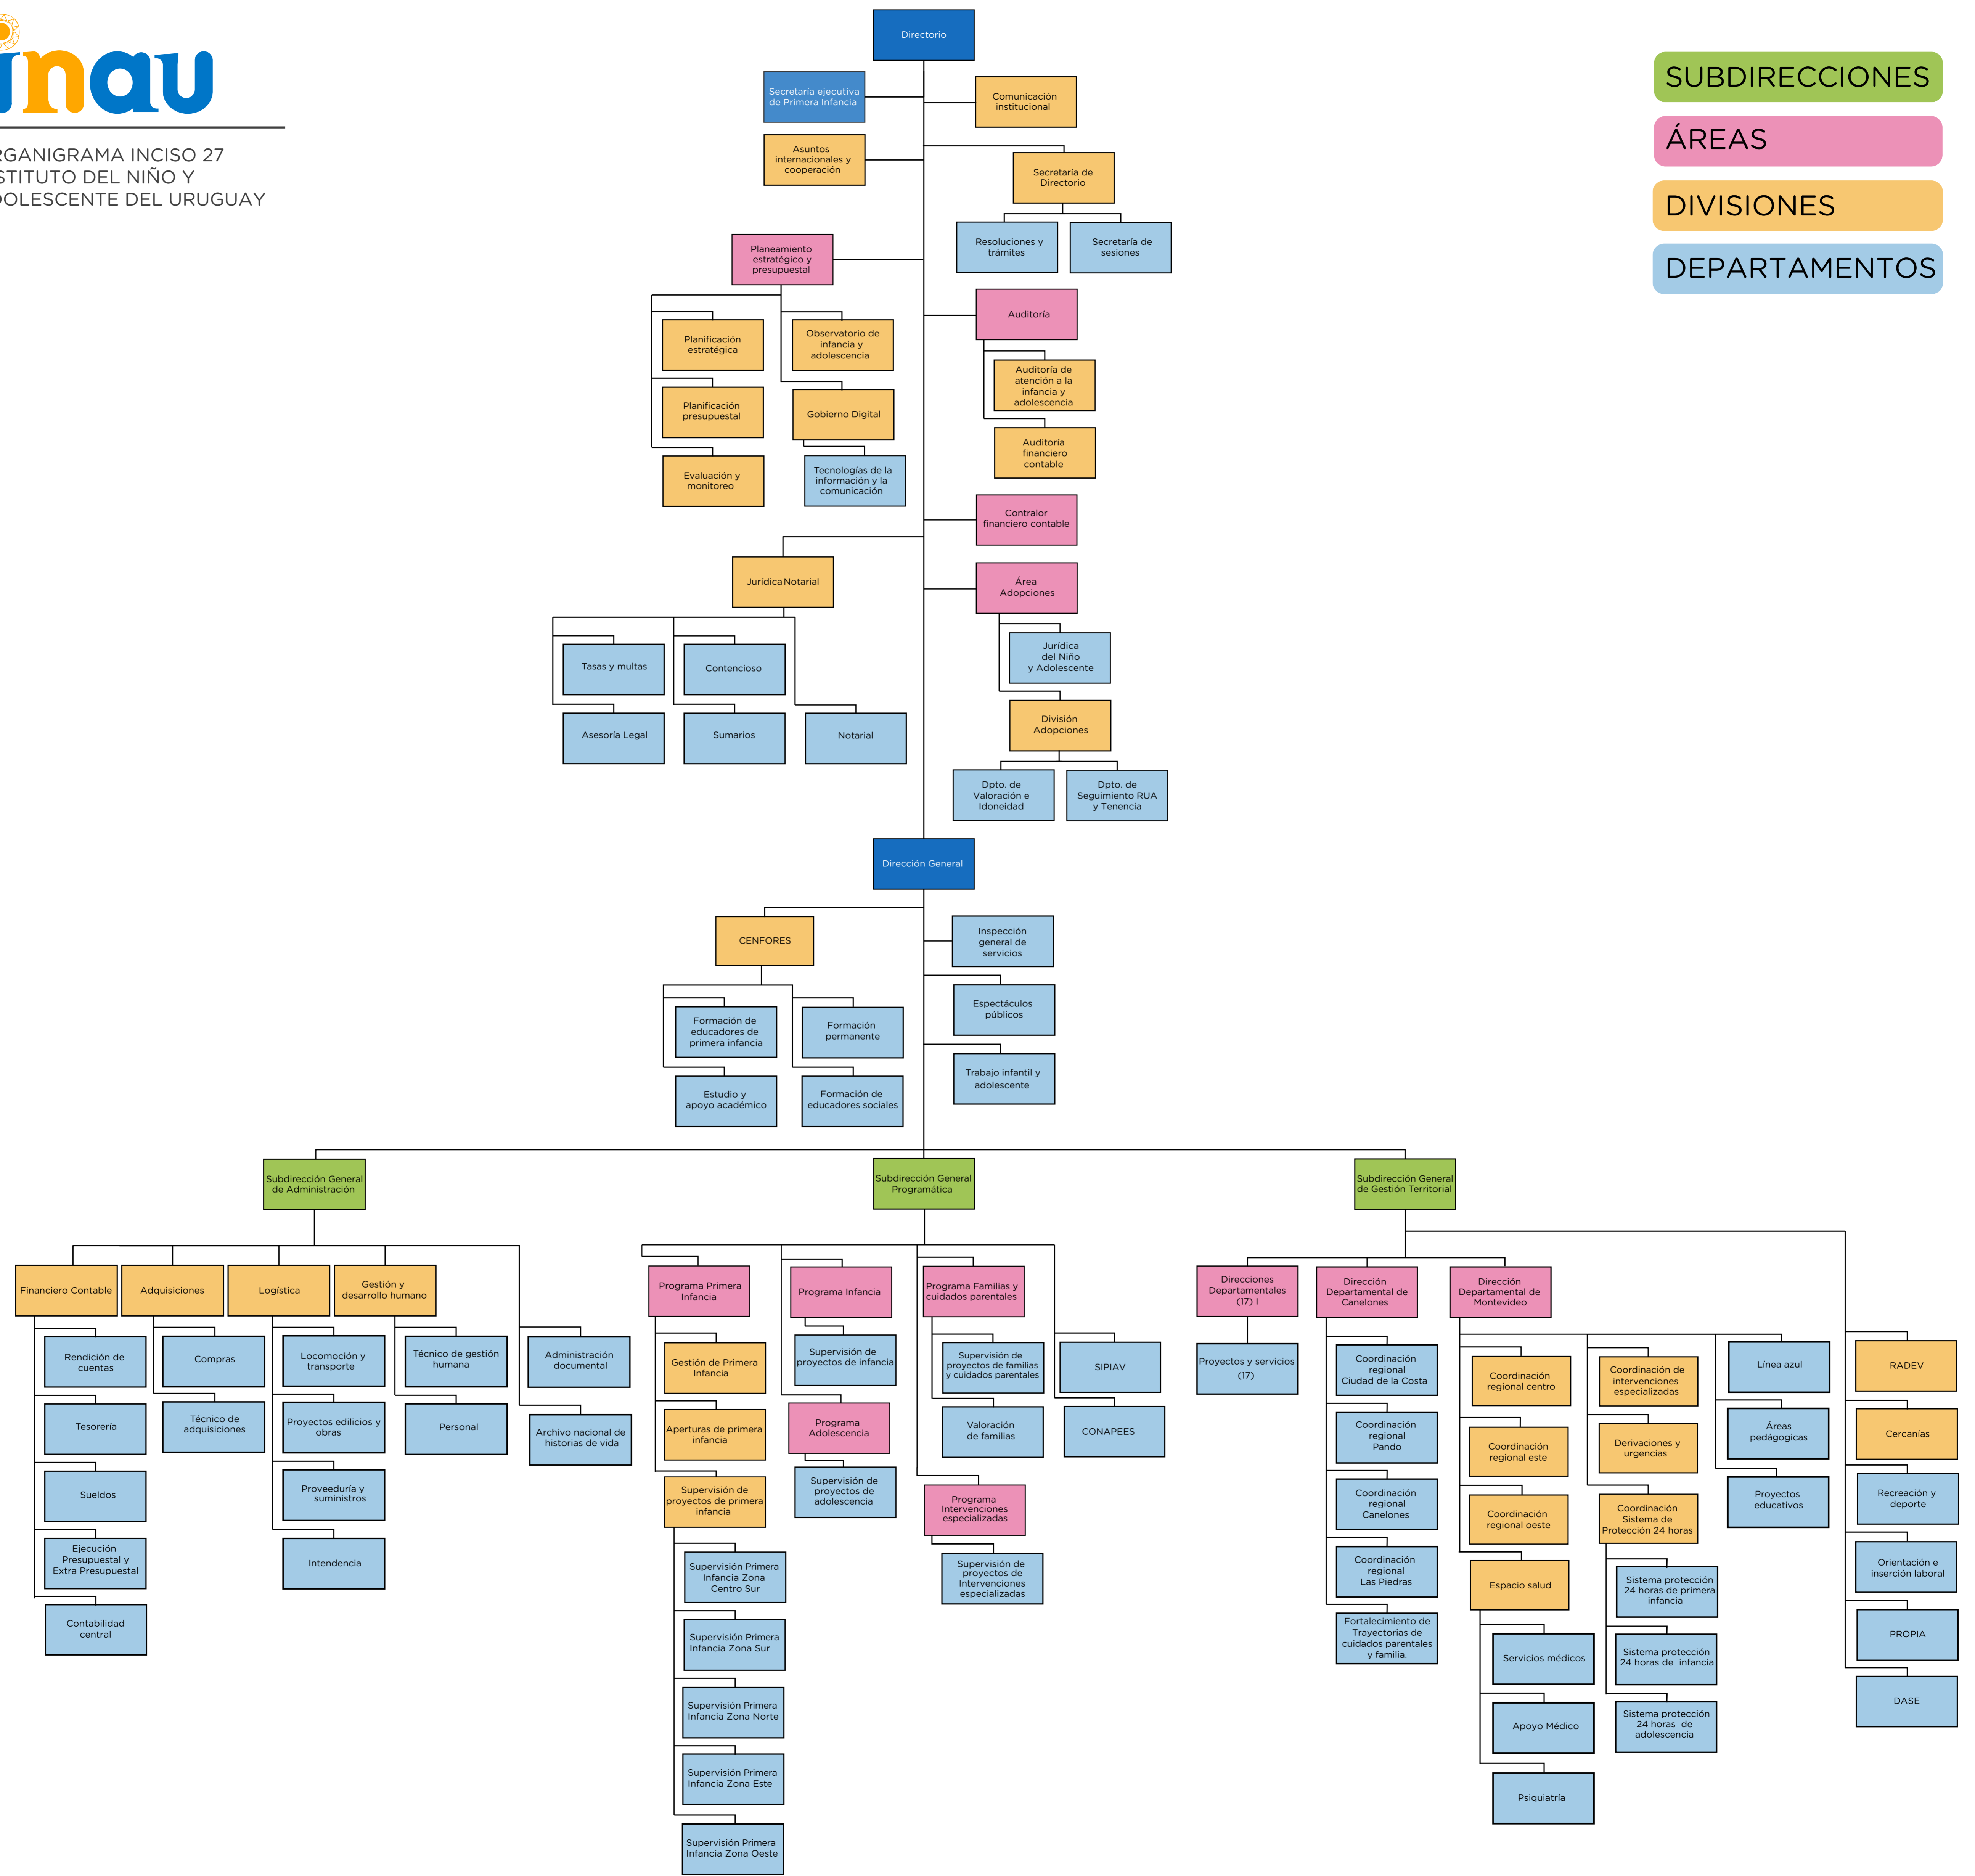 inau
RGANIGRAMA INCISO 27
STITUTO DEL NIÑO Y
DOLESCENTE DEL URUGUAY
SUBDIRECCIONES
ÁREAS
DIVISIONES
DEPARTAMENTOS
Directorio
Secretaría ejecutiva
de Primera Infancia
Comunicación
institucional
Asuntos
internacionales y
cooperación
Secretaría de
Directorio
Resoluciones y
trámites
Secretaría de
sesiones
Planeamiento
estratégico y
presupuestal
Planificación
estratégica
Observatorio de
infancia y
adolescencia
Planificación
presupuestal
Gobierno Digital
Evaluación y
monitoreo
Tecnologías de la
información y la
comunicación
Auditoría
Auditoría de
atención a la
infancia y
adolescencia
Auditoría
financiero
contable
Contralor
financiero contable
Jurídica Notarial
Tasas y multas
Contencioso
Asesoría Legal
Sumarios
Notarial
Área
Adopciones
Jurídica
del Niño
y Adolescente
División
Adopciones
Dpto. de
Valoración e
Idoneidad
Dpto. de
Seguimiento RUA
y Tenencia
Dirección General
CENFORES
Formación de
educadores de
primera infancia
Formación
permanente
Estudio y
apoyo académico
Formación de
educadores sociales
Inspección
general de
servicios
Espectáculos
públicos
Trabajo infantil y
adolescente
Subdirección General
de Administración
Subdirección General
Programática
Subdirección General
de Gestión Territorial
Financiero Contable
Rendición de
cuentas
Tesorería
Sueldos
Ejecución
Presupuestal y
Extra Presupuestal
Contabilidad
central
Adquisiciones
Compras
Técnico de
adquisiciones
Logística
Locomoción y
transporte
Proyectos edilicios y
obras
Proveeduría y
suministros
Intendencia
Gestión y
desarrollo humano
Técnico de gestión
humana
Personal
Administración
documental
Archivo nacional de
historias de vida
Programa Primera
Infancia
Gestión de Primera
Infancia
Aperturas de primera
infancia
Supervisión de
proyectos de primera
infancia
Supervisión Primera
Infancia Zona
Centro Sur
Supervisión Primera
Infancia Zona Sur
Supervisión Primera
Infancia Zona Norte
Supervisión Primera
Infancia Zona Este
Supervisión Primera
Infancia Zona Oeste
Programa Infancia
Supervisión de
proyectos de infancia
Programa
Adolescencia
Supervisión de
proyectos de
adolescencia
Programa Familias y
cuidados parentales
Supervisión de
proyectos de familias
y cuidados parentales
Valoración
de familias
Programa
Intervenciones
especializadas
Supervisión de
proyectos de
Intervenciones
especializadas
SIPIAV
CONAPEES
Direcciones
Departamentales
(17) I
Proyectos y servicios
(17)
Dirección
Departamental de
Canelones
Coordinación
regional
Ciudad de la Costa
Coordinación
regional
Pando
Coordinación
regional
Canelones
Coordinación
regional
Las Piedras
Fortalecimiento de
Trayectorias de
cuidados parentales
y familia.
Dirección
Departamental de
Montevideo
Coordinación
regional centro
Coordinación
regional este
Coordinación
regional oeste
Espacio salud
Servicios médicos
Apoyo Médico
Psiquiatría
Coordinación de
intervenciones
especializadas
Derivaciones y
urgencias
Coordinación
Sistema de
Protección 24 horas
Sistema protección
24 horas de primera
infancia
Sistema protección
24 horas de infancia
Sistema protección
24 horas de
adolescencia
Línea azul
Áreas
pedágogicas
Proyectos
educativos
RADEV
Cercanías
Recreación y
deporte
Orientación e
inserción laboral
PROPIA
DASE